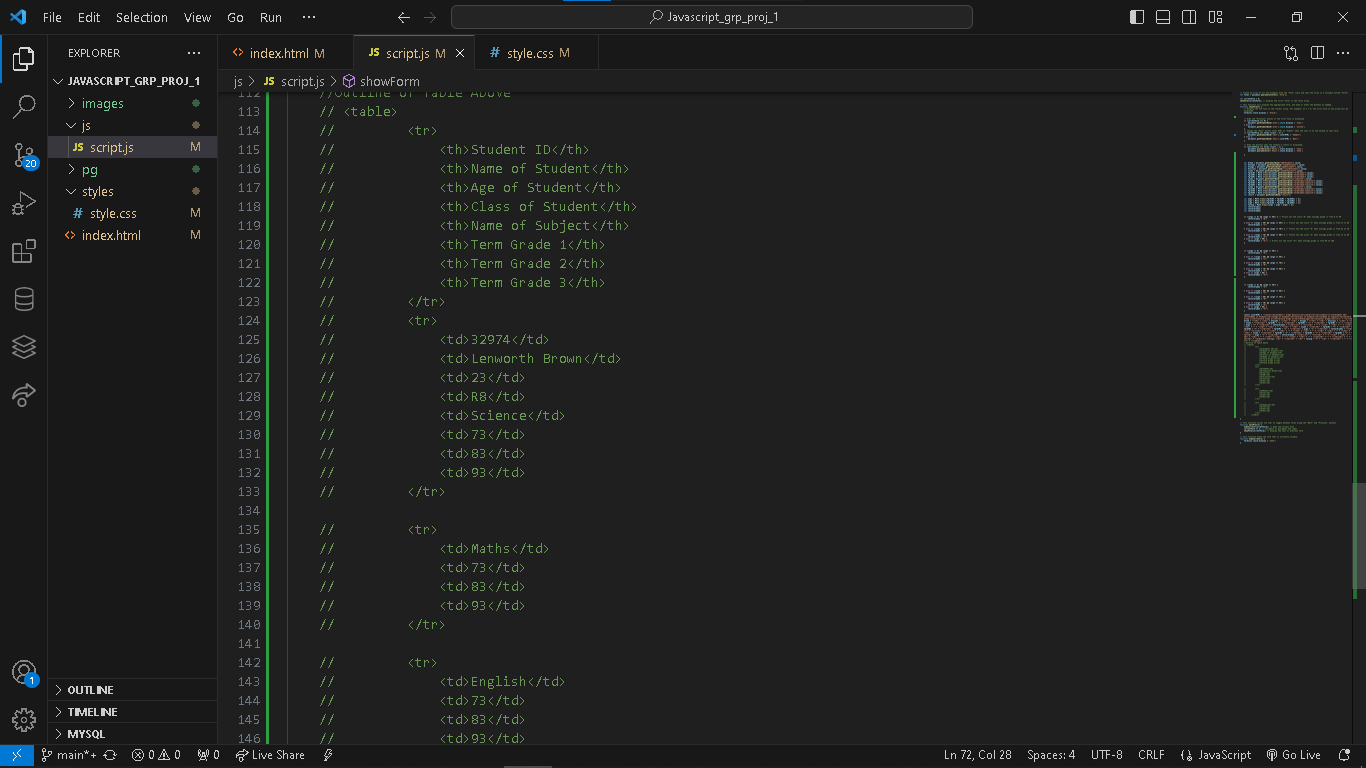 File Edit Selection View Go Run ··· Javascript_grp_proj_1
EXPLORER ···
index.html M script.js M style.css M
JAVASCRIPT_GRP_PROJ_1
images
js
script.js M
pg
styles
style.css M
index.html M
OUTLINE
TIMELINE
MYSQL
20
1
js > JS script.js > showForm
112 //Outline of Table Above
113 // <table>
114 // <tr>
115 // <th>Student ID</th>
116 // <th>Name of Student</th>
117 // <th>Age of Student</th>
118 // <th>Class of Student</th>
119 // <th>Name of Subject</th>
120 // <th>Term Grade 1</th>
121 // <th>Term Grade 2</th>
122 // <th>Term Grade 3</th>
123 // </tr>
124 // <tr>
125 // <td>32974</td>
126 // <td>Lenworth Brown</td>
127 // <td>23</td>
128 // <td>R8</td>
129 // <td>Science</td>
130 // <td>73</td>
131 // <td>83</td>
132 // <td>93</td>
133 // </tr>
134
135 // <tr>
136 // <td>Maths</td>
137 // <td>73</td>
138 // <td>83</td>
139 // <td>93</td>
140 // </tr>
141
142 // <tr>
143 // <td>English</td>
144 // <td>73</td>
145 // <td>83</td>
146 // <td>93</td>
main*+ 0 0 0 Live Share Ln 72, Col 28 Spaces: 4 UTF-8 CRLF JavaScript Go Live